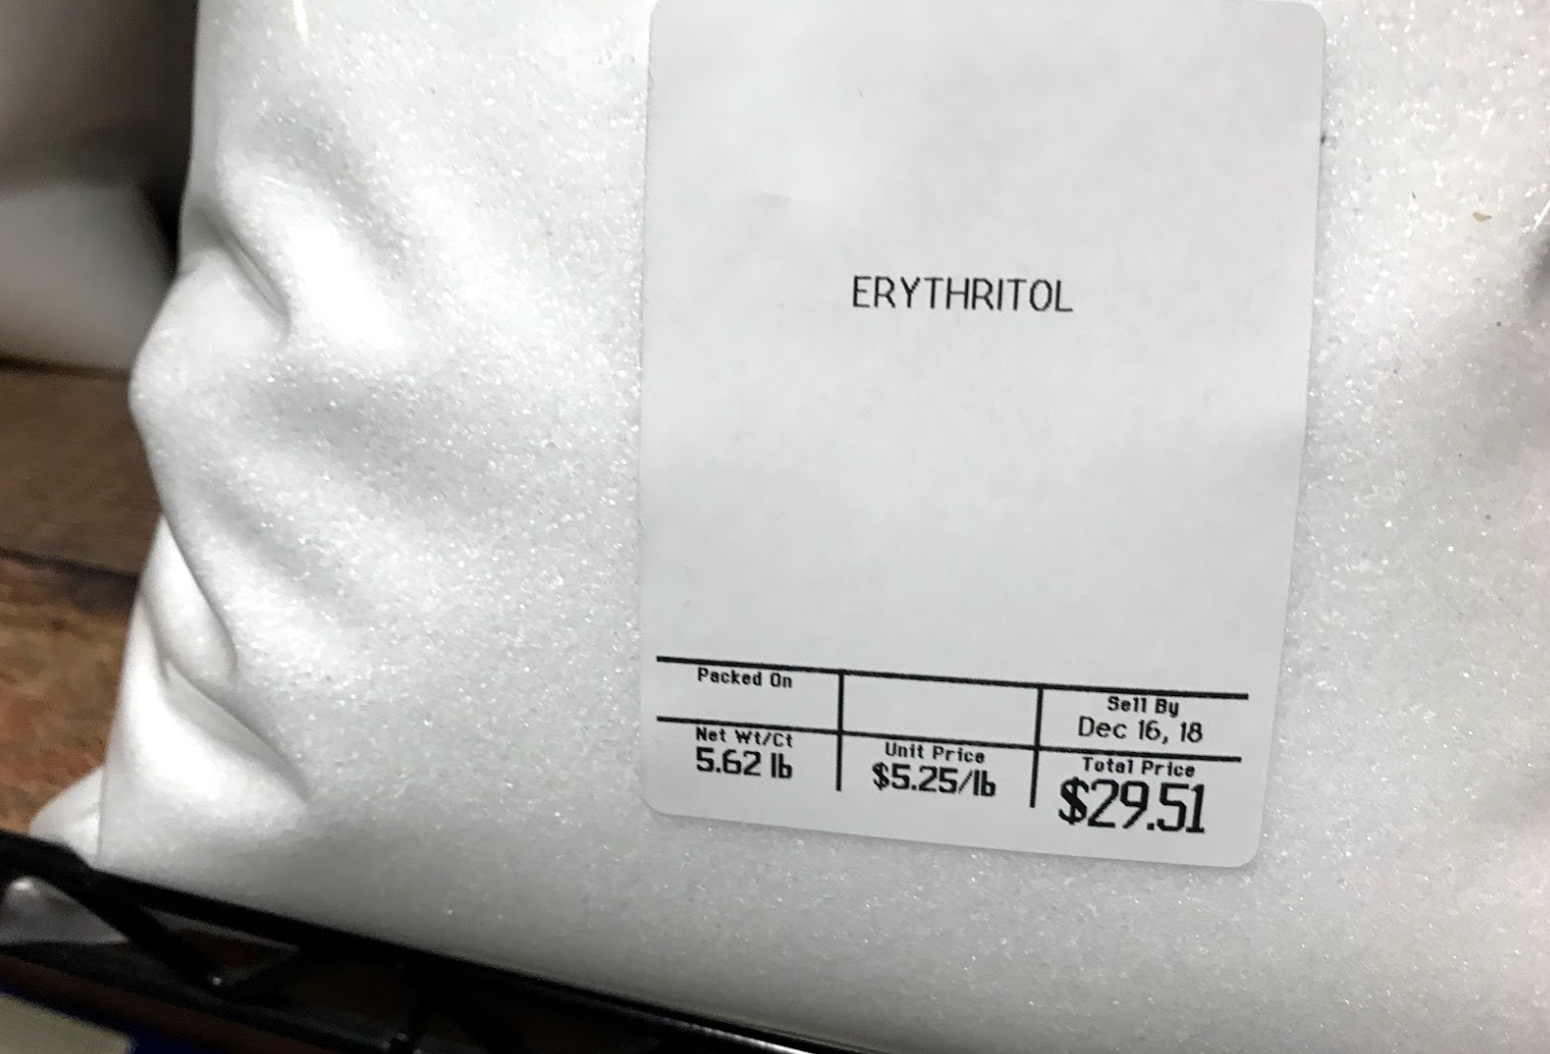 ERYTHRITOL
Packed On
Sell By
Dec 16, 18
Net Wt/Ct
5.62 lb
Unit Price
$5.25/lb
Total Price
$29.51